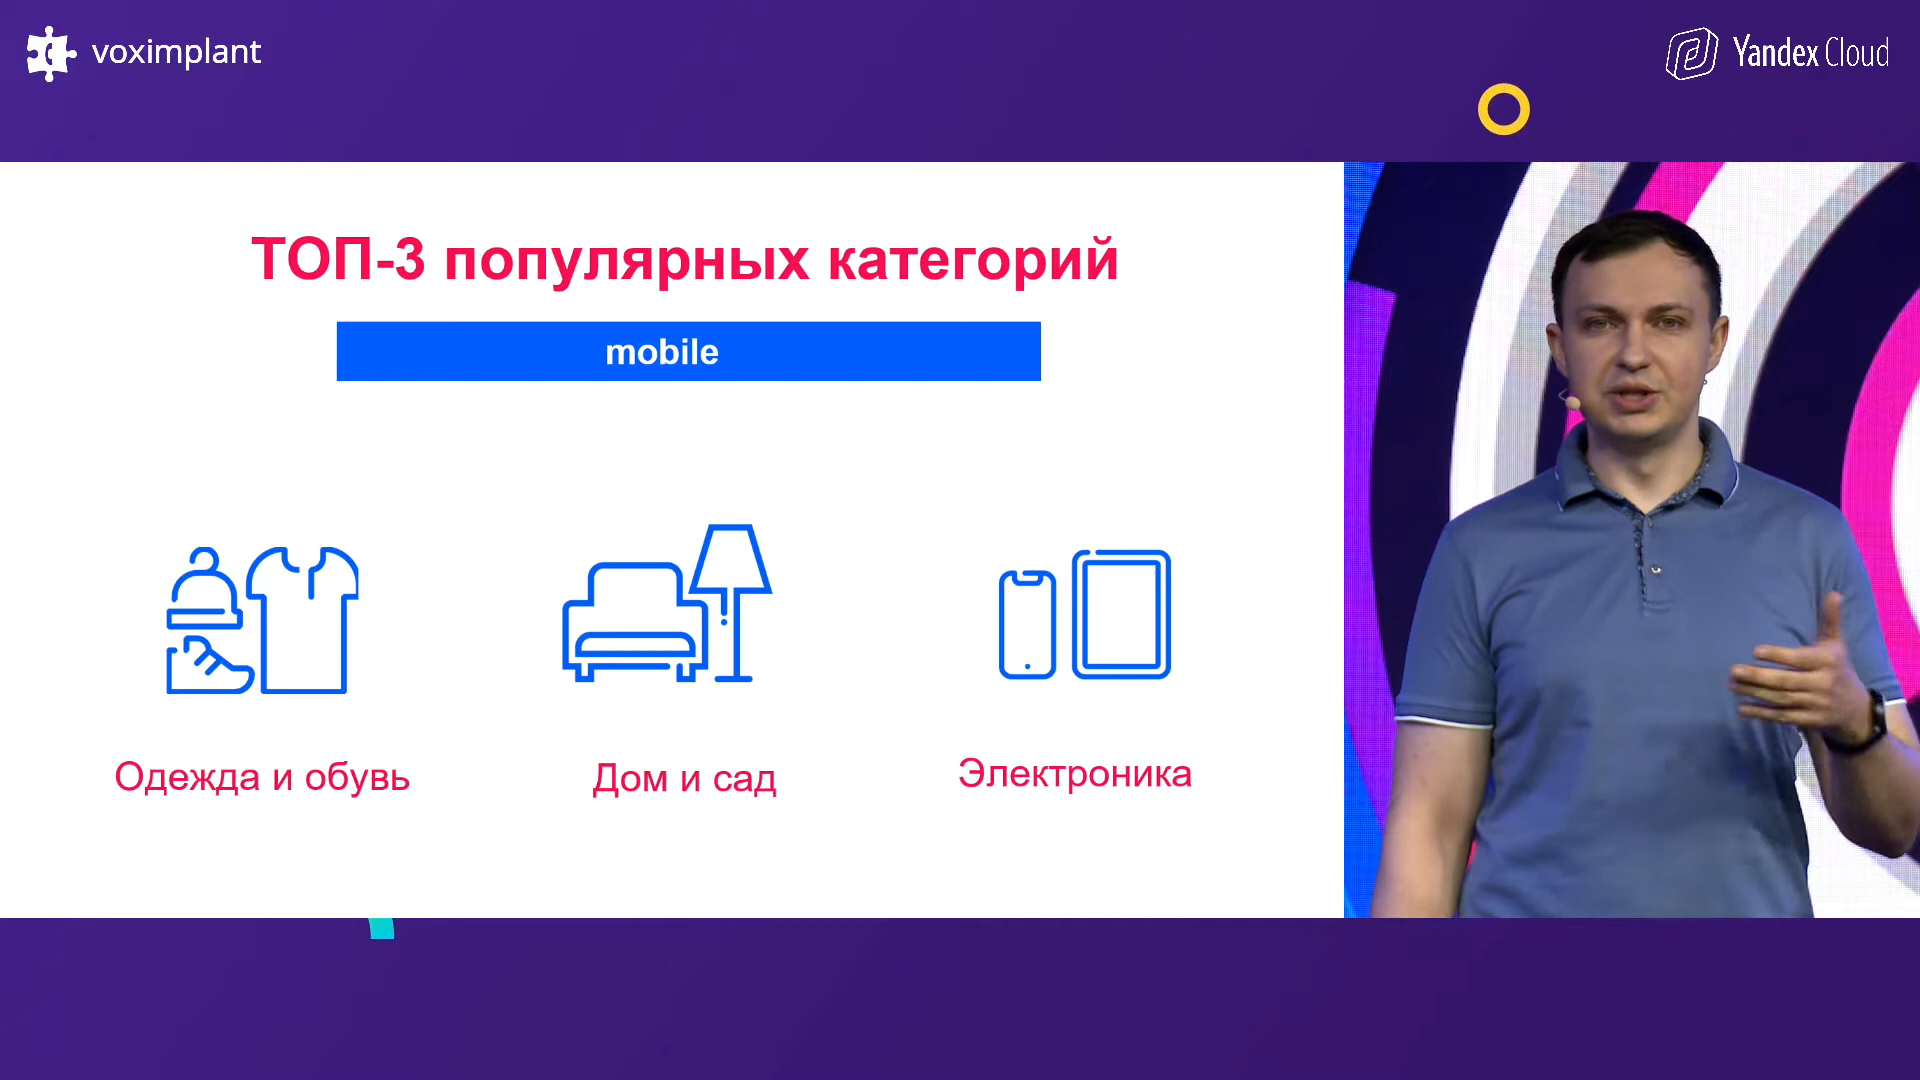 voximplant
Yandex Cloud
ТОП-3 популярных категорий
mobile
Одежда и обувь
Дом и сад
Электроника